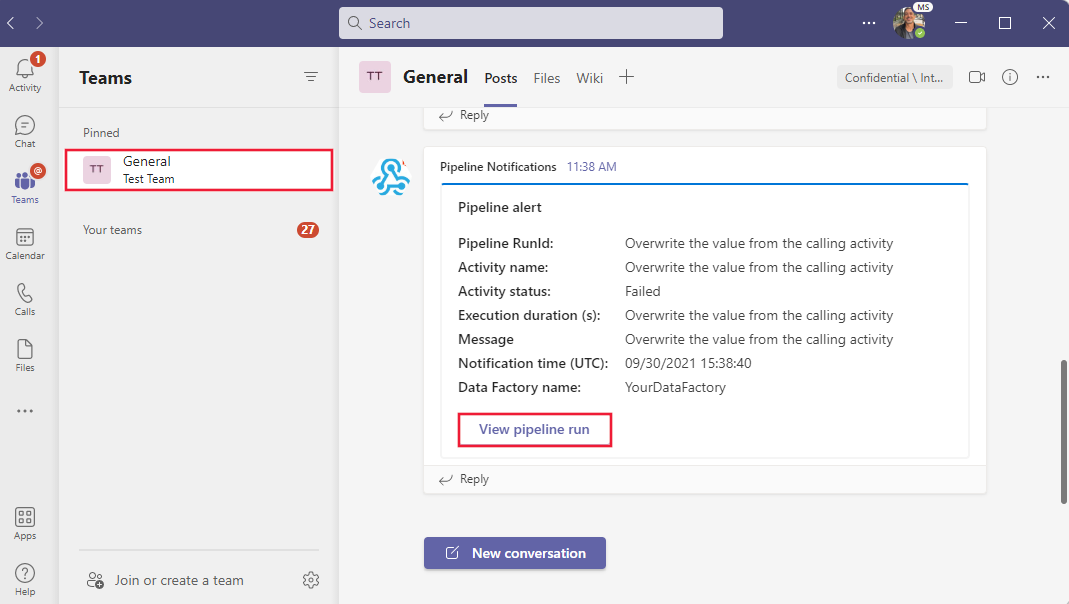 Search
MS
1
Activity
Chat
@
Teams
Calendar
Calls
Files
Apps
Help
Teams
Pinned
TT General
Test Team
Your teams 27
Join or create a team
TT General Posts Files Wiki
Confidential \ Int...
Reply
Pipeline Notifications 11:38 AM
Pipeline alert
Pipeline RunId: Overwrite the value from the calling activity
Activity name: Overwrite the value from the calling activity
Activity status: Failed
Execution duration (s): Overwrite the value from the calling activity
Message Overwrite the value from the calling activity
Notification time (UTC): 09/30/2021 15:38:40
Data Factory name: YourDataFactory
View pipeline run
Reply
New conversation